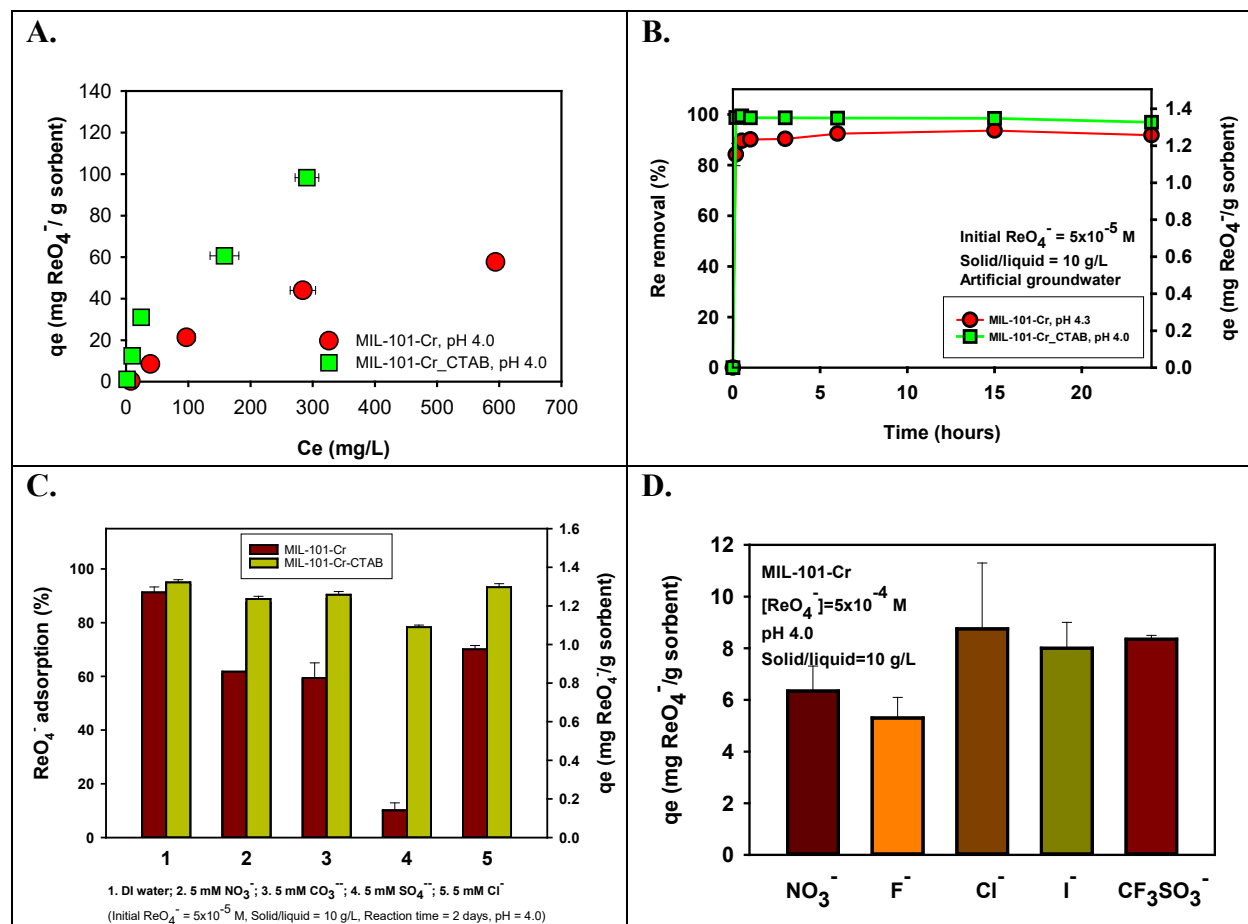 A.
140
120
100
80
60
40
20
0
qe (mg ReO₄⁻/ g sorbent)
MIL-101-Cr, pH 4.0
MIL-101-Cr_CTAB, pH 4.0
0 100 200 300 400 500 600 700
Ce (mg/L)
B.
100
80
60
40
20
0
Re removal (%)
1.4
1.2
1.0
0.8
0.6
0.4
0.2
0.0
qe (mg ReO₄⁻/g sorbent)
Initial ReO₄⁻ = 5x10⁻⁵ M
Solid/liquid = 10 g/L
Artificial groundwater
MIL-101-Cr, pH 4.3
MIL-101-Cr_CTAB, pH 4.0
0 5 10 15 20
Time (hours)
C.
100
80
60
40
20
0
ReO₄⁻ adsorption (%)
MIL-101-Cr
MIL-101-Cr-CTAB
1.6
1.4
1.2
1.0
0.8
0.6
0.4
0.2
0.0
qe (mg ReO₄⁻/g sorbent)
1 2 3 4 5
1. DI water; 2. 5 mM NO₃⁻; 3. 5 mM CO₃⁻⁻; 4. 5 mM SO₄⁻⁻; 5. 5 mM Cl⁻
(Initial ReO₄⁻ = 5x10⁻⁵ M, Solid/liquid = 10 g/L, Reaction time = 2 days, pH = 4.0)
D.
12
10
8
6
4
2
0
qe (mg ReO₄⁻/g sorbent)
MIL-101-Cr
[ReO₄⁻]=5x10⁻⁴ M
pH 4.0
Solid/liquid=10 g/L
NO₃⁻ F⁻ Cl⁻ I⁻ CF₃SO₃⁻